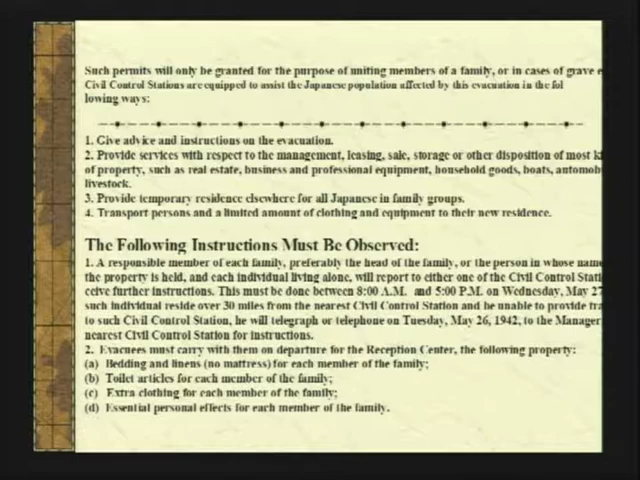 Such permits will only be granted for the purpose of uniting members of a family, or in cases of grave e
Civil Control Stations are equipped to assist the Japanese population affected by this evacuation in the fol
lowing ways:
1. Give advice and instructions on the evacuation.
2. Provide services with respect to the management, leasing, sale, storage or other disposition of most ki
of property, such as real estate, business and professional equipment, household goods, boats, automob
livestock.
3. Provide temporary residence elsewhere for all Japanese in family groups.
4. Transport persons and a limited amount of clothing and equipment to their new residence.
The Following Instructions Must Be Observed:
1. A responsible member of each family, preferably the head of the family, or the person in whose name
the property is held, and each individual living alone, will report to either one of the Civil Control Stati
ceive further instructions. This must be done between 8:00 A.M. and 5:00 P.M. on Wednesday, May 27
such individual reside over 30 miles from the nearest Civil Control Station and be unable to provide tra
to such Civil Control Station, he will telegraph or telephone on Tuesday, May 26, 1942, to the Manager
nearest Civil Control Station for instructions.
2. Evacuees must carry with them on departure for the Reception Center, the following property:
(a) Bedding and linens (no mattress) for each member of the family;
(b) Toilet articles for each member of the family;
(c) Extra clothing for each member of the family;
(d) Essential personal effects for each member of the family.